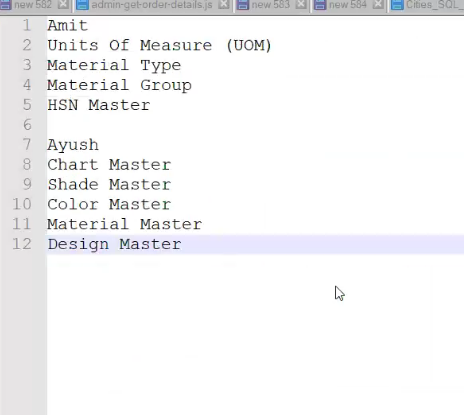 new 582 admin-get-order-details.js new 583 new 584 Cities_SQL_
1 Amit
2 Units Of Measure (UOM)
3 Material Type
4 Material Group
5 HSN Master
6
7 Ayush
8 Chart Master
9 Shade Master
10 Color Master
11 Material Master
12 Design Master